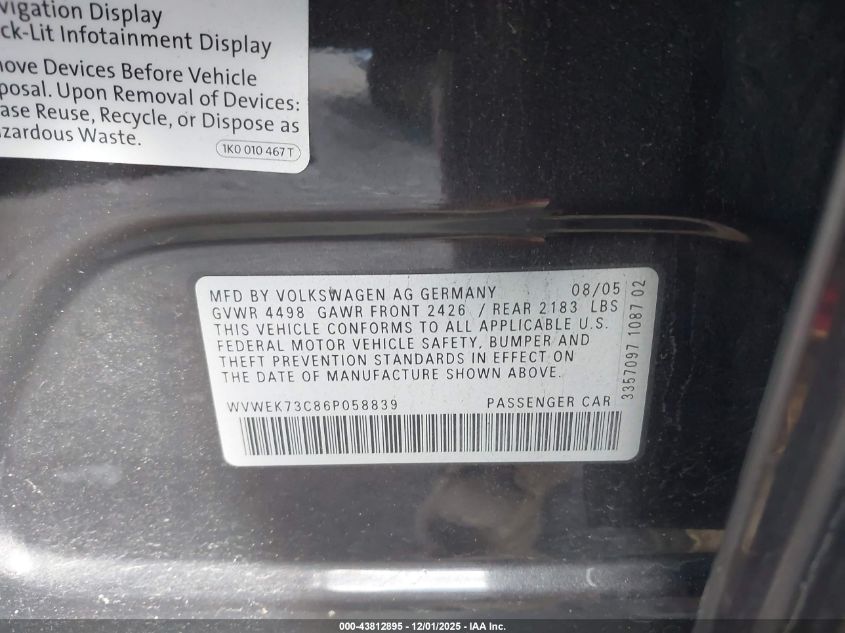 vigation Display
ck-Lit Infotainment Display
nove Devices Before Vehicle
posal. Upon Removal of Devices:
ase Reuse, Recycle, or Dispose as
azardous Waste.
1K0 010 467 T
MFD BY VOLKSWAGEN AG GERMANY 08/05
GVWR 4498 GAWR FRONT 2426 / REAR 2183 LBS
THIS VEHICLE CONFORMS TO ALL APPLICABLE U.S.
FEDERAL MOTOR VEHICLE SAFETY, BUMPER AND
THEFT PREVENTION STANDARDS IN EFFECT ON
THE DATE OF MANUFACTURE SHOWN ABOVE.
WVWEK73C86P058839 PASSENGER CAR
3357097 1087 02
000-43812895 - 12/01/2025 - IAA Inc.